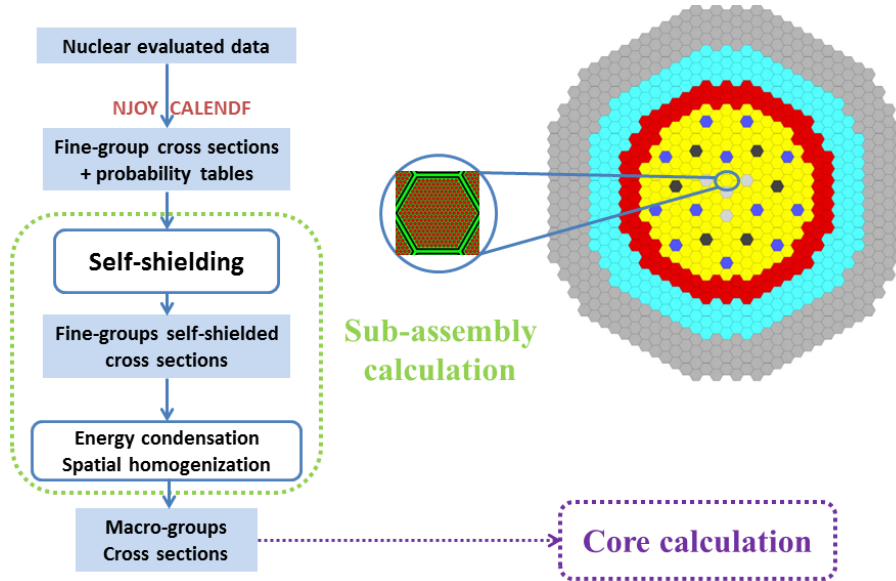 Nuclear evaluated data
NJOY CALENDF
Fine-group cross sections
+ probability tables
Self-shielding
Fine-groups self-shielded
cross sections
Energy condensation
Spatial homogenization
Macro-groups
Cross sections
Sub-assembly
calculation
Core calculation